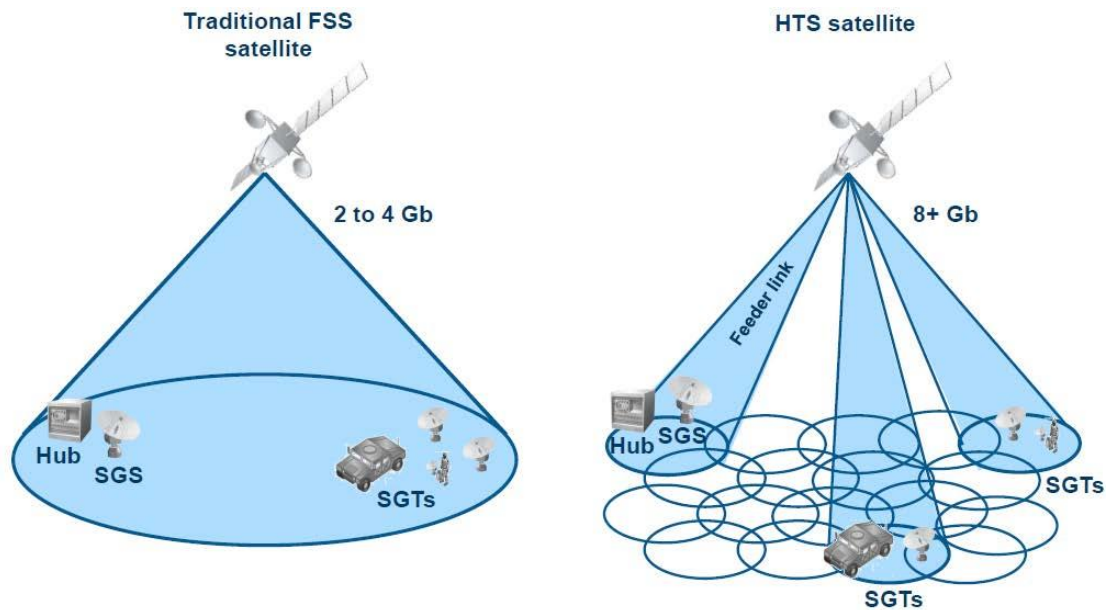 Traditional FSS
satellite
2 to 4 Gb
Hub
SGS
SGTs
HTS satellite
8+ Gb
Feeder link
Hub
SGS
SGTs
SGTs